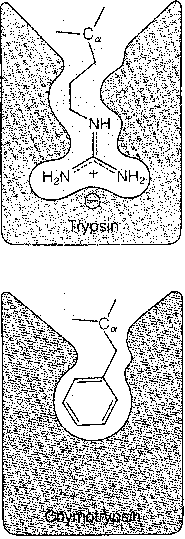 Cα
NH
H₂N + NH₂
⊖
Trypsin
Cα
Chymotrypsin